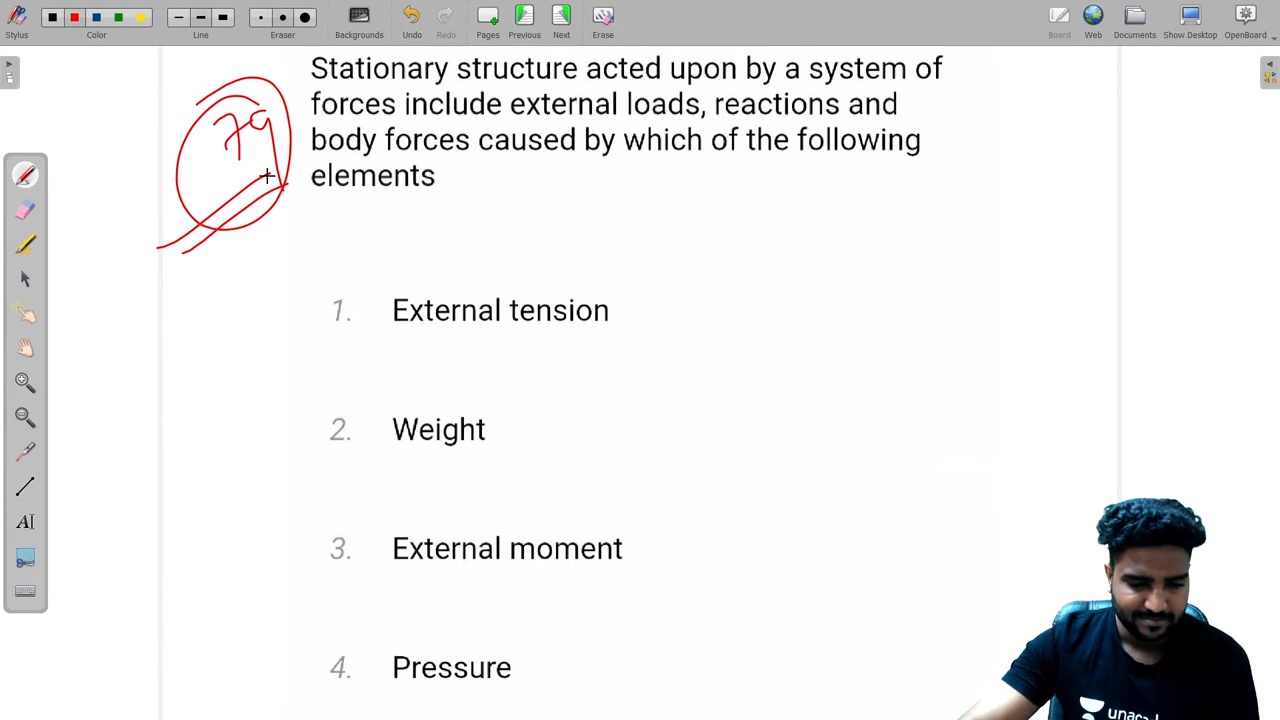 Stylus
Color
Line
Eraser
Backgrounds
Undo
Redo
Pages
Previous
Next
Erase
Board
Web
Documents
Show Desktop
OpenBoard
Stationary structure acted upon by a system of
forces include external loads, reactions and
body forces caused by which of the following
elements
79
1. External tension
2. Weight
3. External moment
4. Pressure
AI